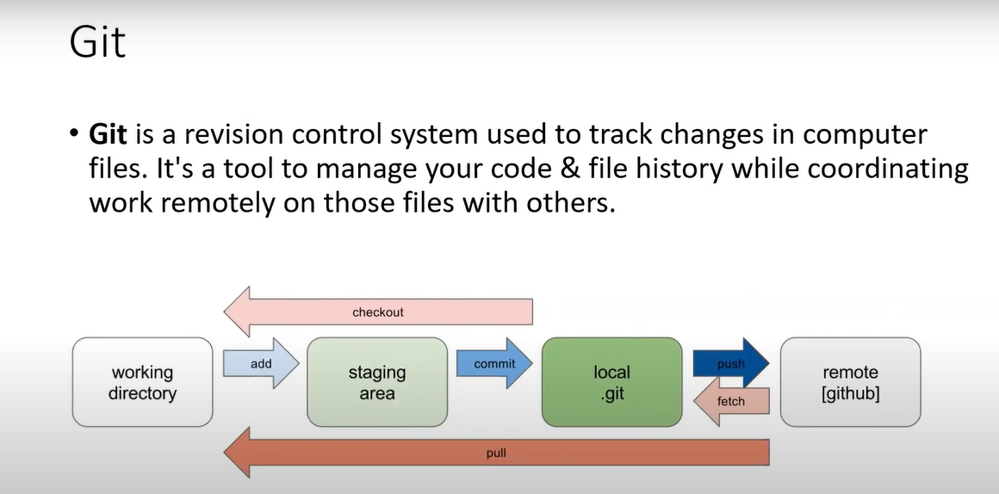 Git
• Git is a revision control system used to track changes in computer
files. It's a tool to manage your code & file history while coordinating
work remotely on those files with others.
checkout
working
directory
add
staging
area
commit
local
.git
push
fetch
remote
[github]
pull